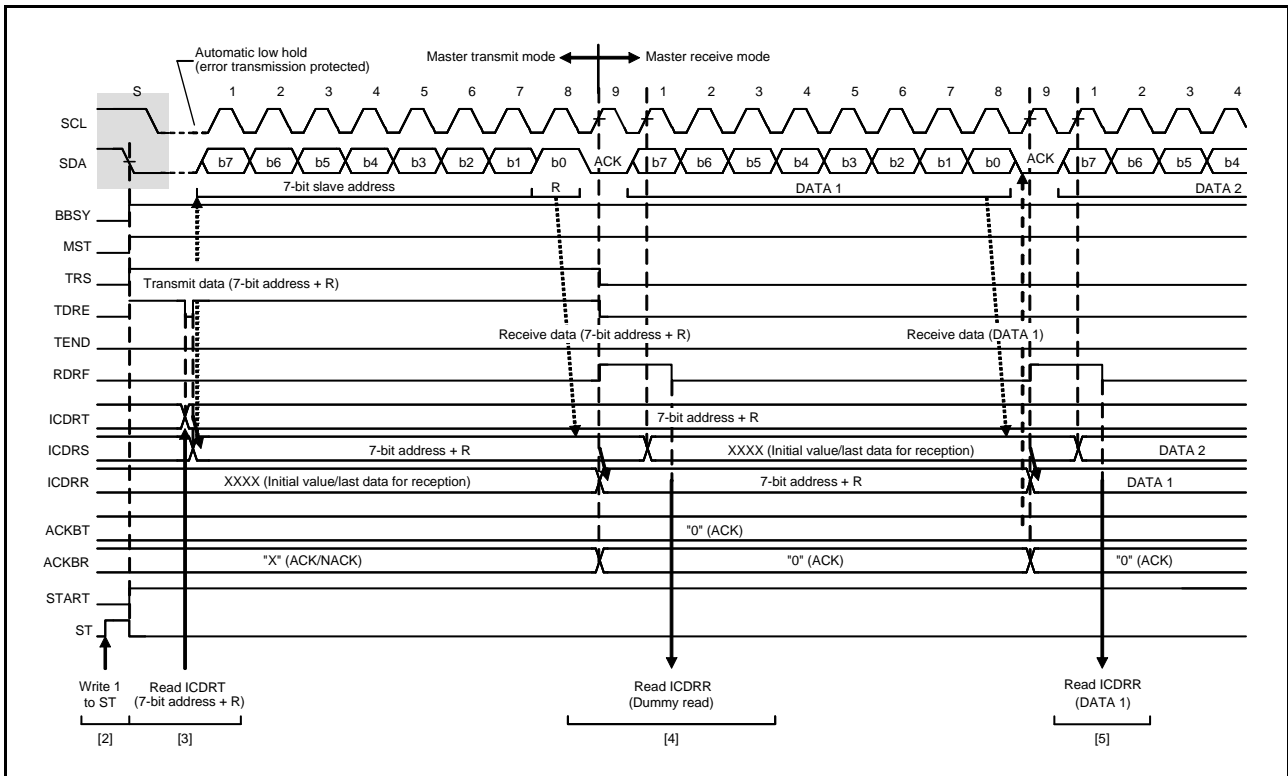 Automatic low hold
(error transmission protected)
Master transmit mode
Master receive mode
S 1 2 3 4 5 6 7 8 9 1 2 3 4 5 6 7 8 9 1 2 3 4
SCL
SDA b7 b6 b5 b4 b3 b2 b1 b0 ACK b7 b6 b5 b4 b3 b2 b1 b0 ACK b7 b6 b5 b4
7-bit slave address R DATA 1 DATA 2
BBSY
MST
TRS
Transmit data (7-bit address + R)
TDRE
Receive data (7-bit address + R) Receive data (DATA 1)
TEND
RDRF
ICDRT 7-bit address + R
ICDRS 7-bit address + R XXXX (Initial value/last data for reception) DATA 2
ICDRR XXXX (Initial value/last data for reception) 7-bit address + R DATA 1
ACKBT "0" (ACK)
ACKBR "X" (ACK/NACK) "0" (ACK) "0" (ACK)
START
ST
Write 1
to ST
Read ICDRT
(7-bit address + R)
Read ICDRR
(Dummy read)
Read ICDRR
(DATA 1)
[2] [3] [4] [5]